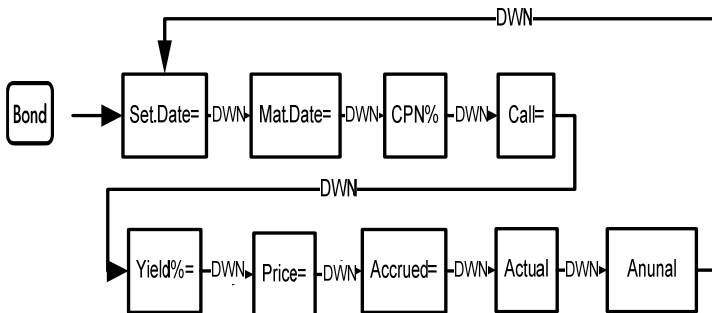 DWN
Bond
Set.Date= DWN Mat.Date= DWN CPN% DWN Call=
DWN
Yield%= DWN Price= DWN Accrued= DWN Actual DWN Anunal